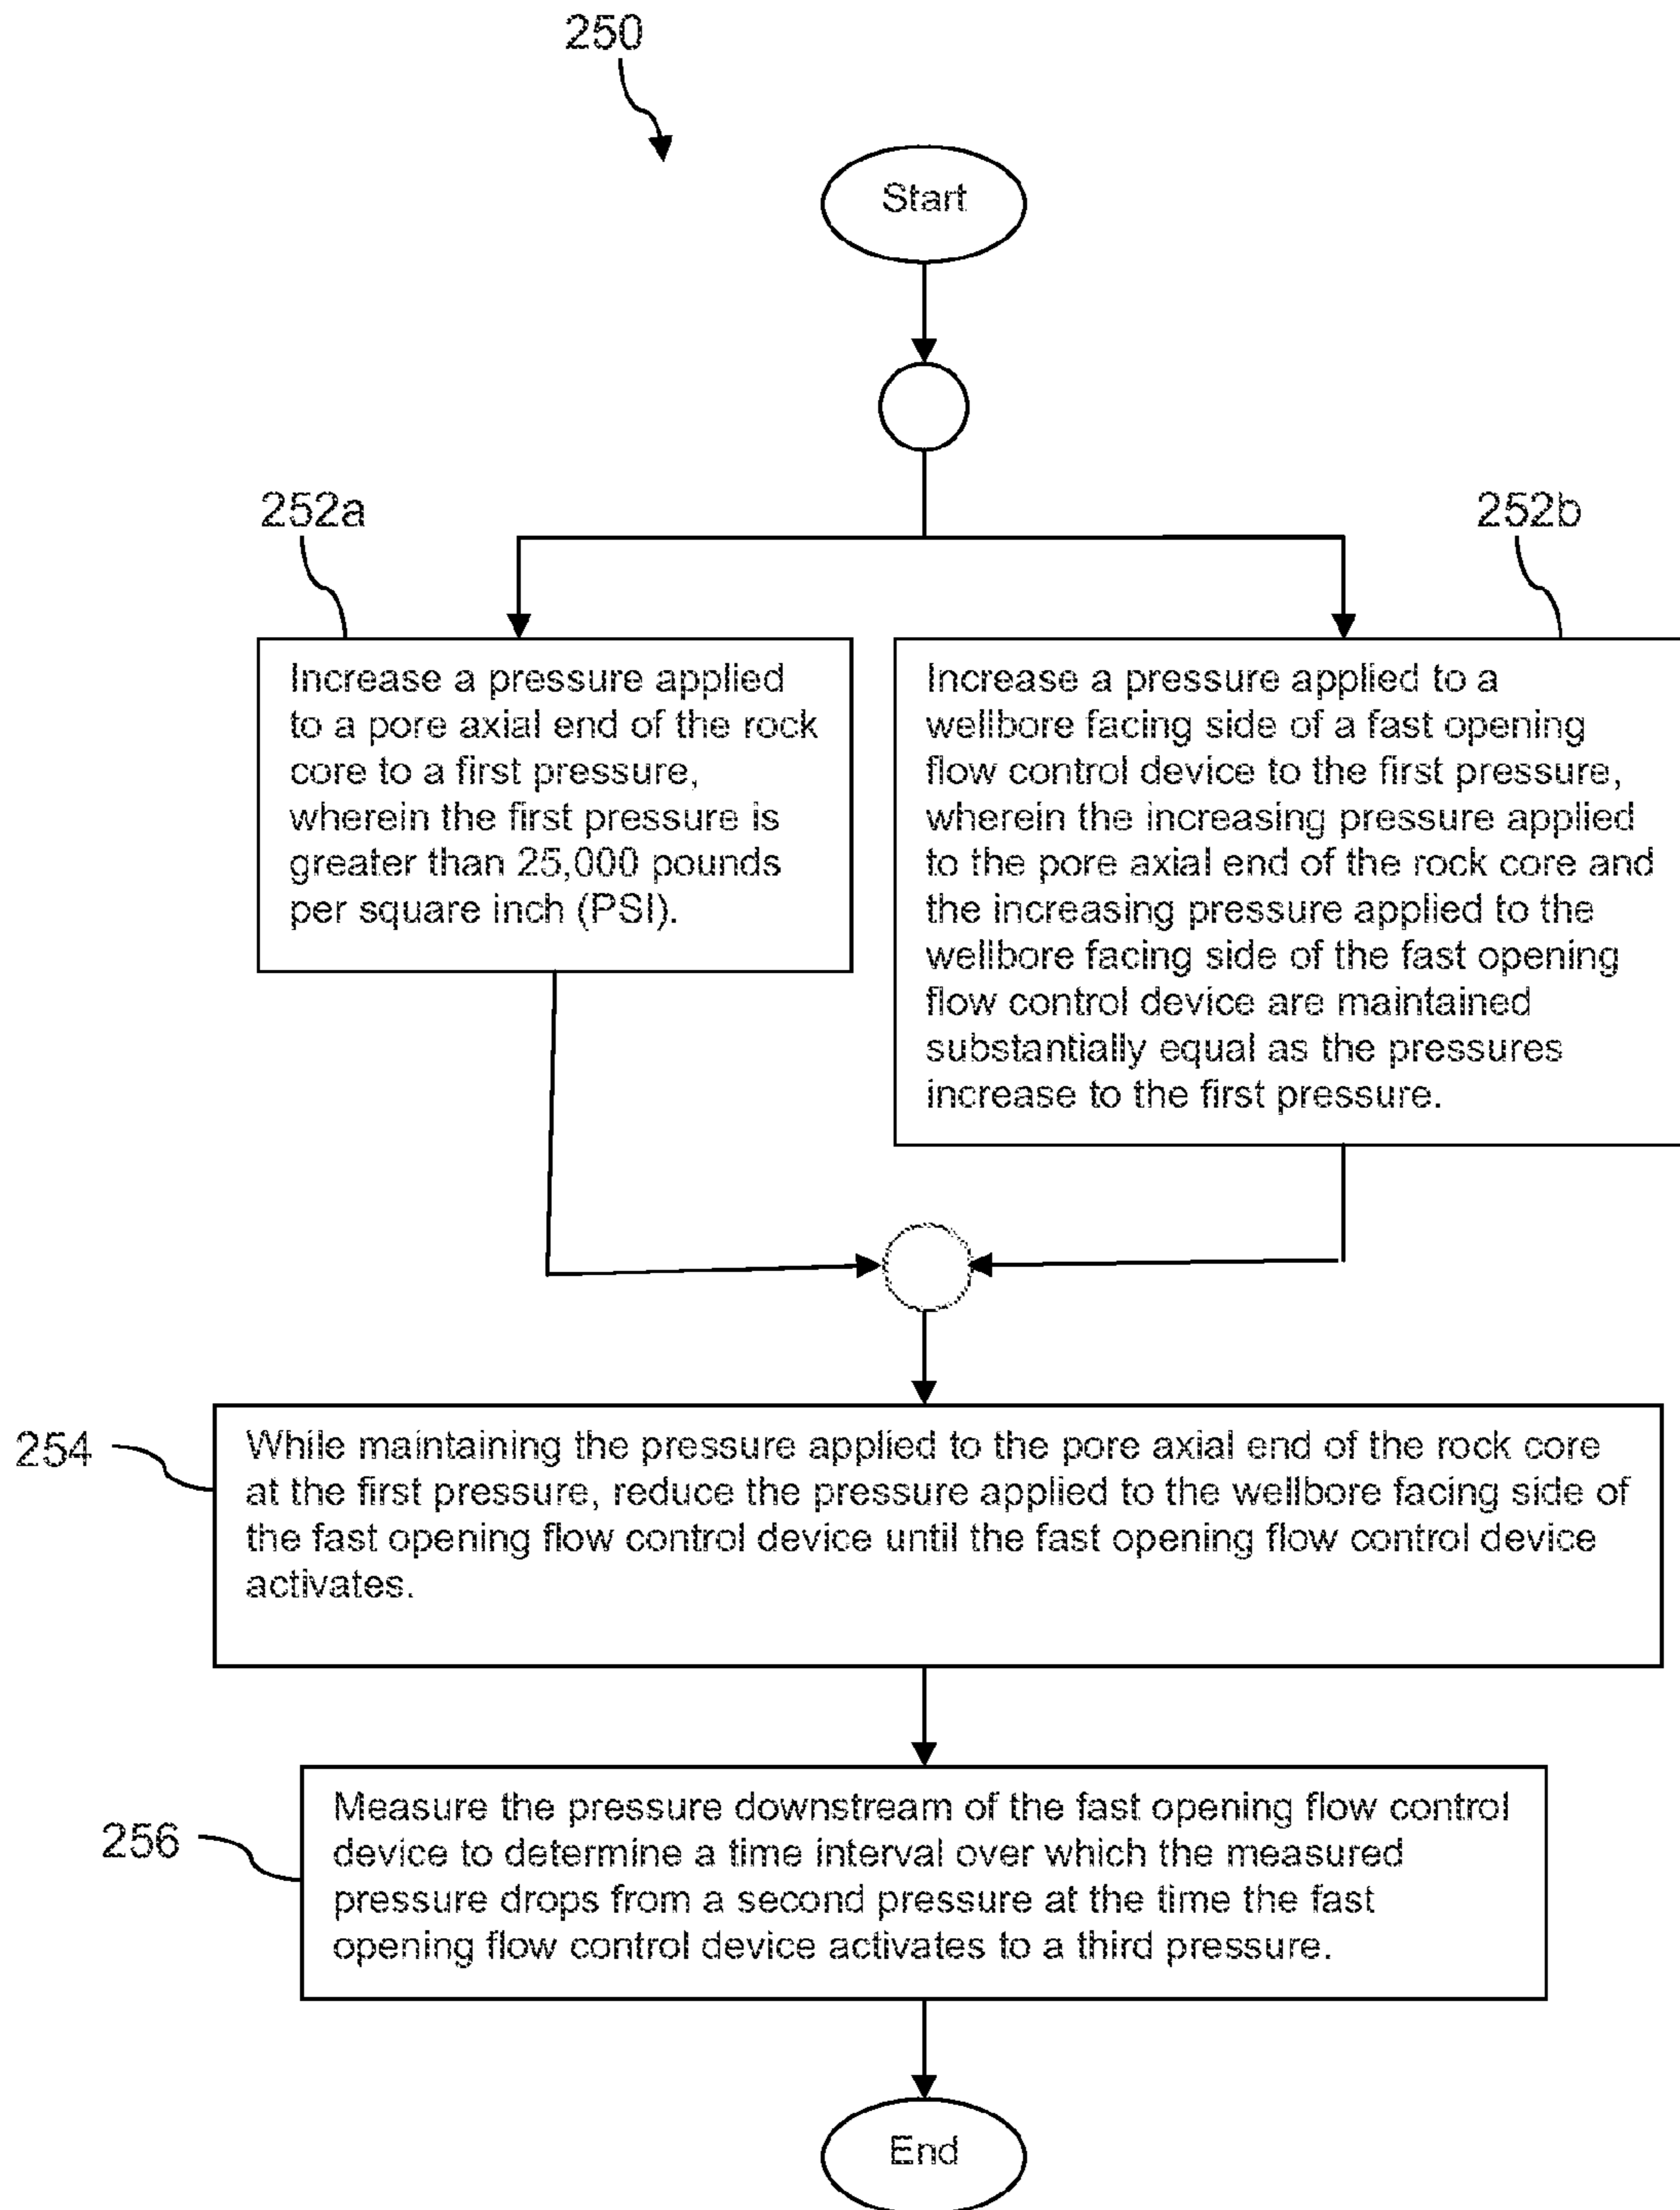 250
Start
252a
252b
Increase a pressure applied
to a pore axial end of the rock
core to a first pressure,
wherein the first pressure is
greater than 25,000 pounds
per square inch (PSI).
Increase a pressure applied to a
wellbore facing side of a fast opening
flow control device to the first pressure,
wherein the increasing pressure applied
to the pore axial end of the rock core and
the increasing pressure applied to the
wellbore facing side of the fast opening
flow control device are maintained
substantially equal as the pressures
increase to the first pressure.
254
While maintaining the pressure applied to the pore axial end of the rock core
at the first pressure, reduce the pressure applied to the wellbore facing side of
the fast opening flow control device until the fast opening flow control device
activates.
256
Measure the pressure downstream of the fast opening flow control
device to determine a time interval over which the measured
pressure drops from a second pressure at the time the fast
opening flow control device activates to a third pressure.
End